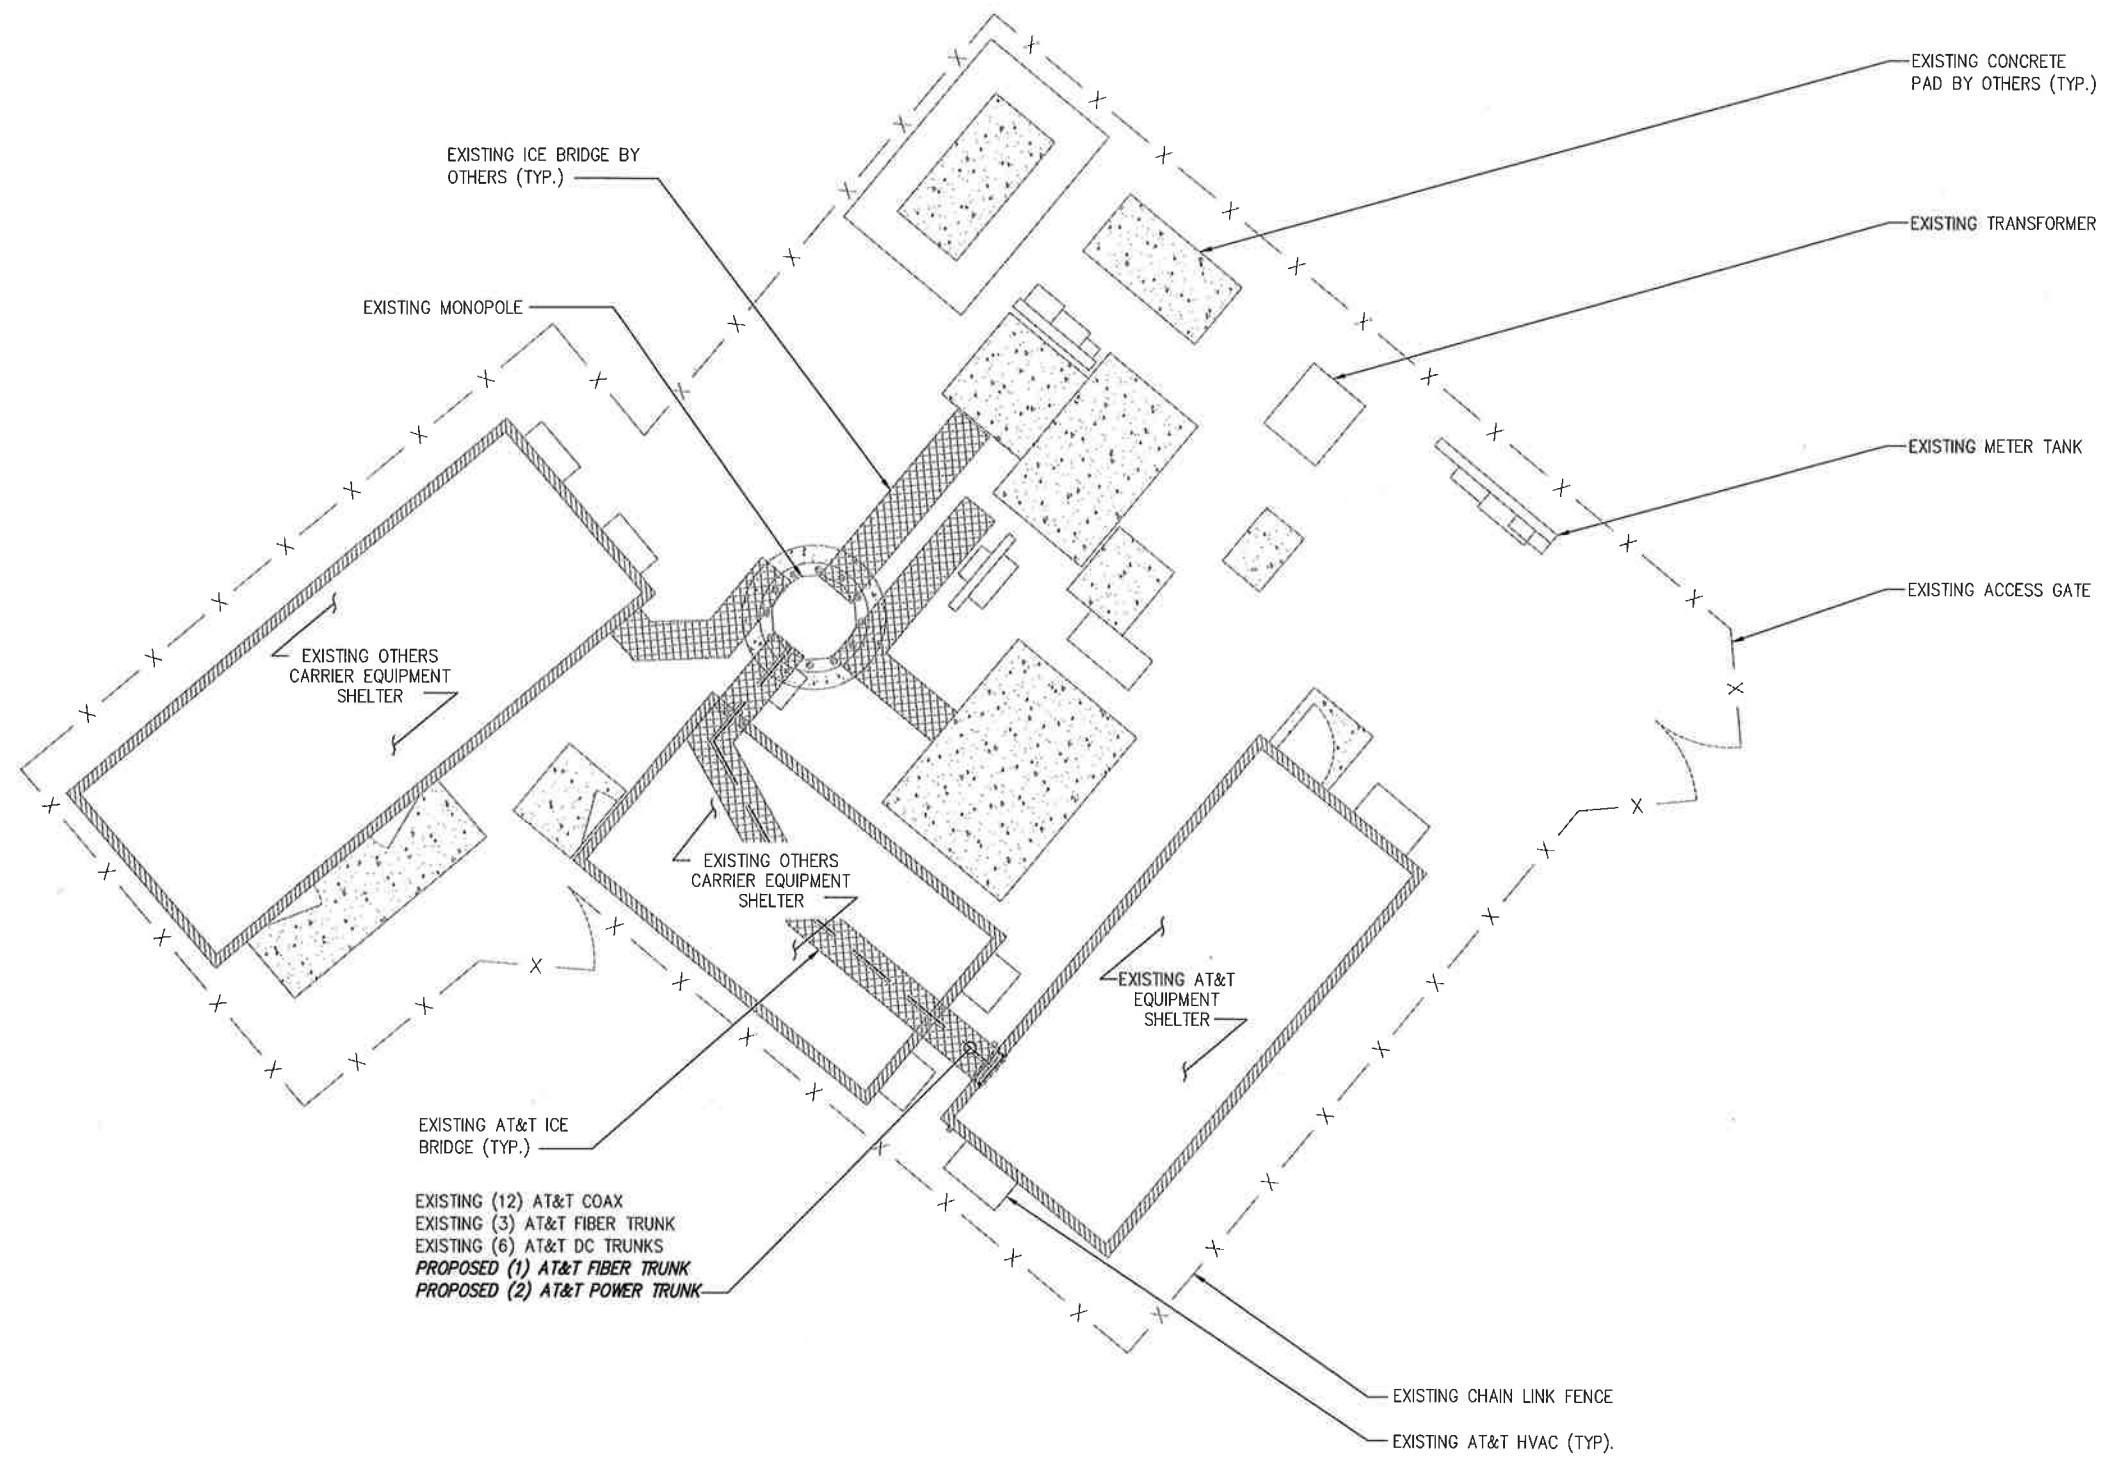 EXISTING CONCRETE
PAD BY OTHERS (TYP.)
EXISTING ICE BRIDGE BY
OTHERS (TYP.)
EXISTING TRANSFORMER
EXISTING MONOPOLE
EXISTING METER TANK
EXISTING ACCESS GATE
EXISTING OTHERS
CARRIER EQUIPMENT
SHELTER
EXISTING OTHERS
CARRIER EQUIPMENT
SHELTER
EXISTING AT&T
EQUIPMENT
SHELTER
EXISTING AT&T ICE
BRIDGE (TYP.)
EXISTING (12) AT&T COAX
EXISTING (3) AT&T FIBER TRUNK
EXISTING (6) AT&T DC TRUNKS
PROPOSED (1) AT&T FIBER TRUNK
PROPOSED (2) AT&T POWER TRUNK
EXISTING CHAIN LINK FENCE
EXISTING AT&T HVAC (TYP).